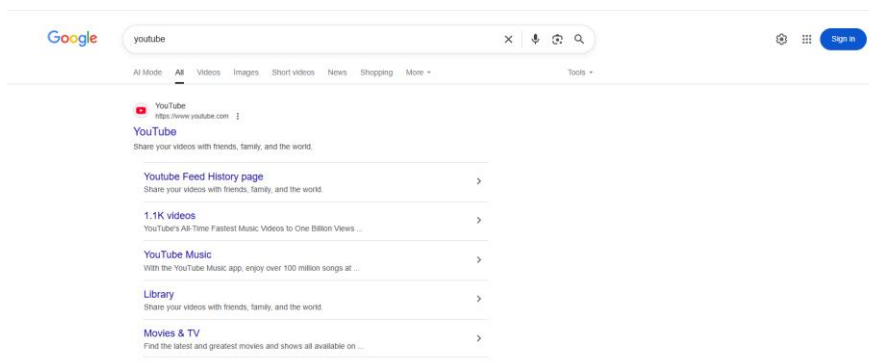 Google
youtube
Sign in
AI Mode All Videos Images Short videos News Shopping More Tools
YouTube
https://www.youtube.com
YouTube
Share your videos with friends, family, and the world.
Youtube Feed History page
Share your videos with friends, family, and the world.
1.1K videos
YouTube's All-Time Fastest Music Videos to One Billion Views ...
YouTube Music
With the YouTube Music app, enjoy over 100 million songs at ...
Library
Share your videos with friends, family, and the world.
Movies & TV
Find the latest and greatest movies and shows all available on ...